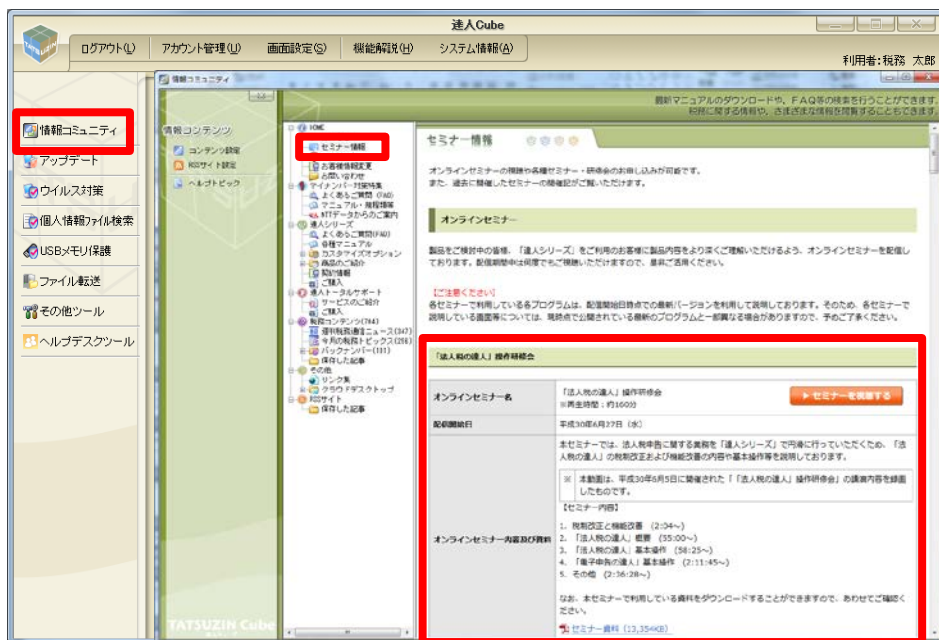 達人Cube
ログアウト(L)
アカウント管理(U)
画面設定(S)
機能解説(H)
システム情報(A)
利用者:税務 太郎
情報コミュニティ
アップデート
ウイルス対策
個人情報ファイル検索
USBメモリ保護
ファイル転送
その他ツール
ヘルプデスクツール
情報コミュニティ
最新マニュアルのダウンロードや、FAQ等の検索を行うことができます。
税務に関する情報や、さまざまな情報を閲覧することもできます。
情報コンテンツ
コンテンツ設定
RSSサイト設定
ヘルプトピック
HOME
セミナー情報
お客様情報変更
お問い合わせ
マイナンバー対策特集
よくあるご質問(FAQ)
マニュアル・規程類等
NTTデータからのご案内
達人シリーズ
よくあるご質問(FAQ)
各種マニュアル
カスタマイズオプション
商品のご紹介
契約情報
ご購入
達人トータルサポート
サービスのご紹介
ご購入
税務コンテンツ(744)
週刊税務通信ニュース(347)
今月の税務トピックス(256)
バックナンバー(131)
保存した記事
その他
リンク集
クラウドデスクトップ
RSSサイト
保存した記事
TATSUZIN Cube
セミナー情報
オンラインセミナーの視聴や各種セミナー・研修会のお申し込みが可能です。
また、過去に開催したセミナーの開催記がご覧いただけます。
オンラインセミナー
製品をご検討中の皆様、「達人シリーズ」をご利用のお客様に製品内容をより深くご理解いただけるよう、オンラインセミナーを配信し
ております。配信期間中は何度でもご視聴いただけますので、是非ご活用ください。
【ご注意ください】
各セミナーで利用している各プログラムは、配信開始日時点での最新バージョンを利用して説明しております。そのため、各セミナーで
説明している画面等については、現時点で公開されている最新のプログラムと一部異なる場合がありますので、予めご了承ください。
「法人税の達人」操作研修会
オンラインセミナー名
「法人税の達人」操作研修会
※再生時間：約160分
セミナーを視聴する
配信開始日
平成30年6月27日（水）
オンラインセミナー内容及び資料
本セミナーでは、法人税申告に関する業務を「達人シリーズ」で円滑に行っていただくため、「法
人税の達人」の税制改正および機能改善の内容や基本操作等を説明しております。
※ 本動画は、平成30年6月5日に開催された「「法人税の達人」操作研修会」の講演内容を録画
したものです。
【セミナー内容】
1. 税制改正と機能改善（2:04～）
2. 「法人税の達人」概要（55:00～）
3. 「法人税の達人」基本操作（58:25～）
4. 「電子申告の達人」基本操作（2:11:45～）
5. その他（2:36:28～）
なお、本セミナーで利用している資料をダウンロードすることができますので、あわせてご確認く
ださい。
セミナー資料（13,354KB）